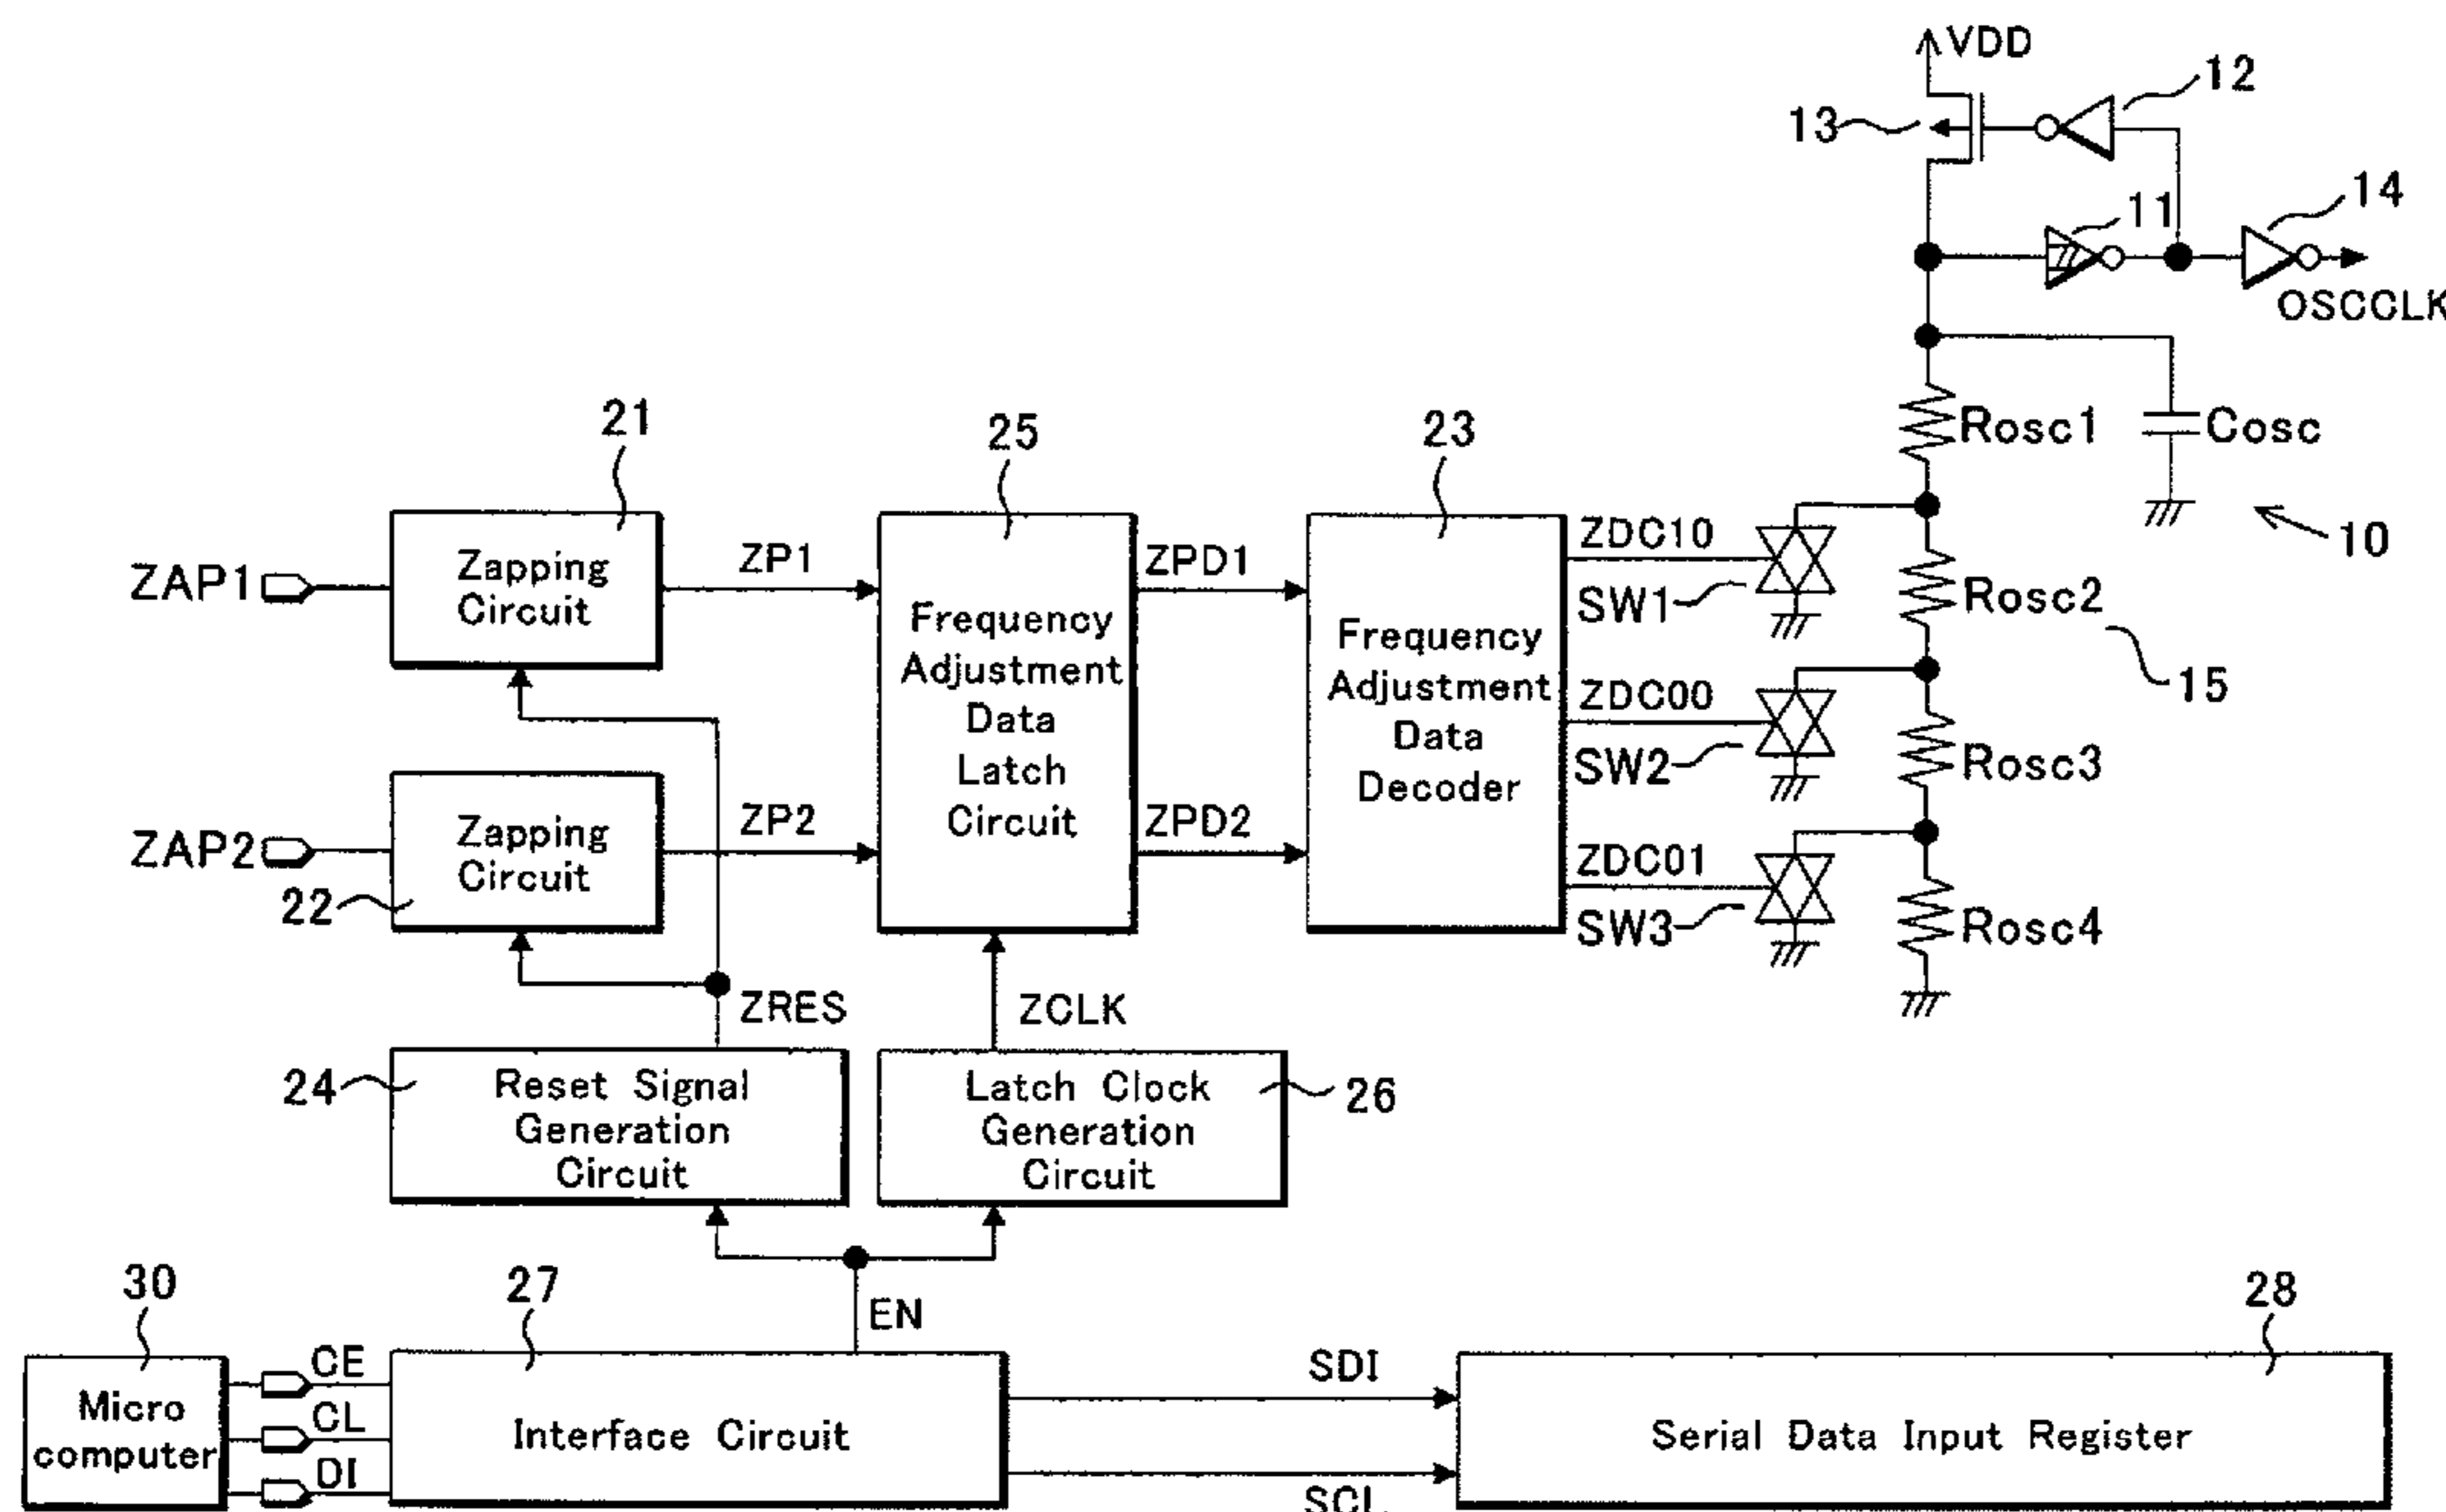 VDD
12
13
11
14
OSCCLK
21
25
23
Rosc1
Cosc
10
ZAP1
Zapping
Circuit
ZP1
Frequency
Adjustment
Data
Latch
Circuit
ZPD1
Frequency
Adjustment
Data
Decoder
ZDC10
SW1
Rosc2
15
ZDC00
SW2
Rosc3
ZAP2
22
Zapping
Circuit
ZP2
ZPD2
ZDC01
SW3
Rosc4
ZRES
ZCLK
24
Reset Signal
Generation
Circuit
Latch Clock
Generation
Circuit
26
30
27
EN
28
Micro
computer
CE
CL
DI
Interface Circuit
SDI
SCL
Serial Data Input Register